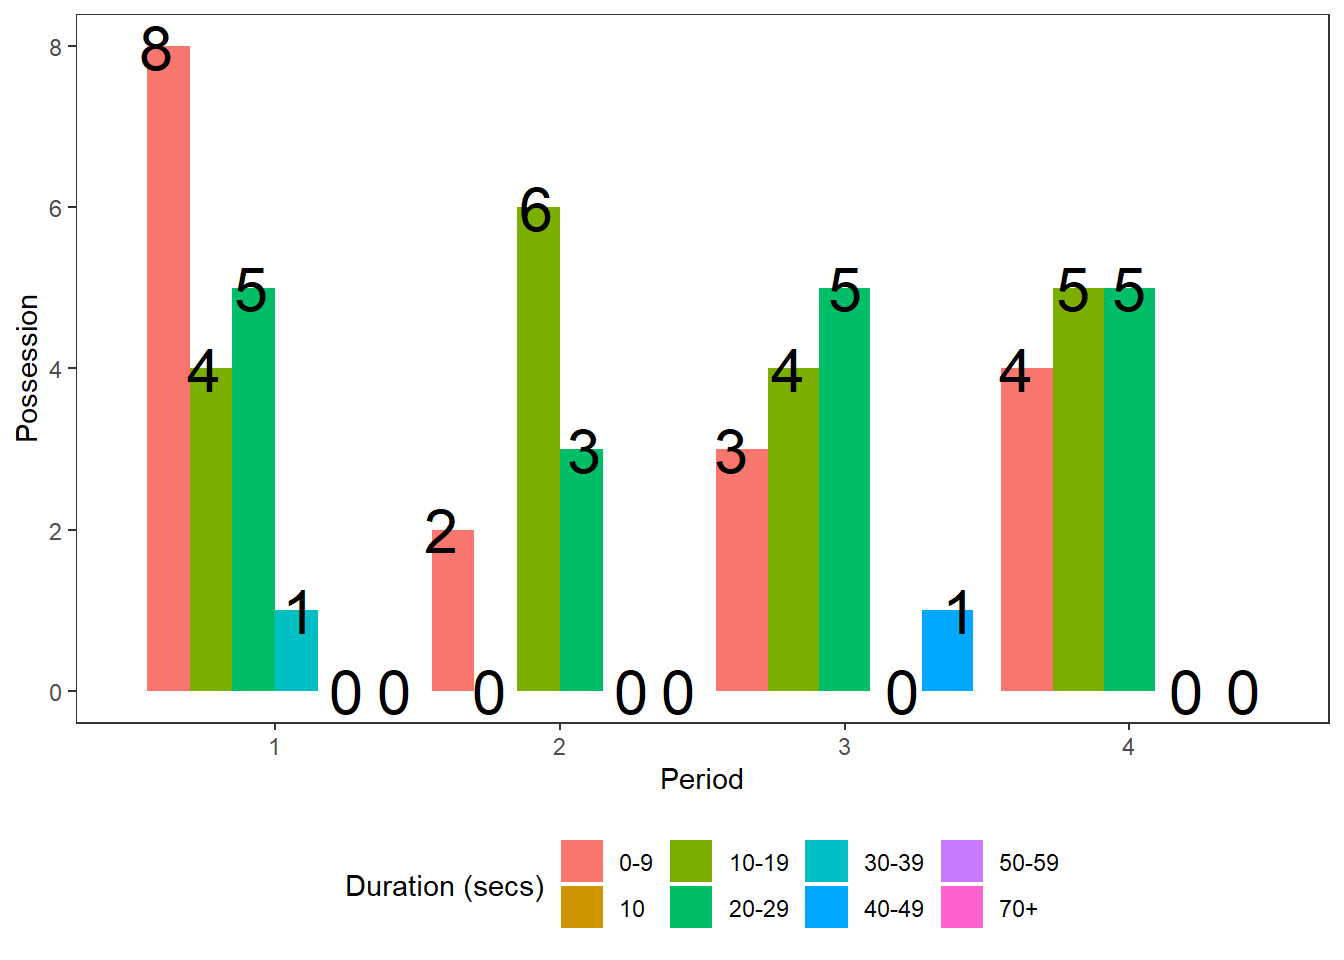 8
6
4
2
0
Possession
8 4 5 1 0 0 2 0 6 3 0 0 3 4 5 0 1 4 5 5 0 0
1 2 3 4
Period
Duration (secs)
0-9 10-19 30-39 50-59
10 20-29 40-49 70+